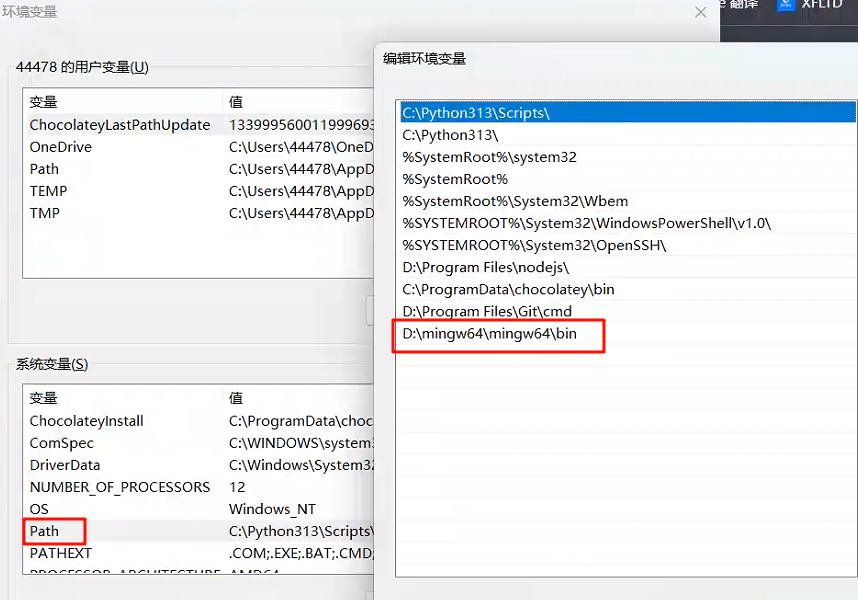 环境变量
翻译
XFLTD
44478 的用户变量(U)
变量 值
ChocolateyLastPathUpdate 133999560011999693
OneDrive C:\Users\44478\OneD
Path C:\Users\44478\AppD
TEMP C:\Users\44478\AppD
TMP C:\Users\44478\AppD
系统变量(S)
变量 值
ChocolateyInstall C:\ProgramData\choc
ComSpec C:\WINDOWS\system3
DriverData C:\Windows\System32
NUMBER_OF_PROCESSORS 12
OS Windows_NT
Path C:\Python313\Scripts\
PATHEXT .COM;.EXE;.BAT;.CMD;
PROCESSOR_ARCHITECTURE AMD64
编辑环境变量
C:\Python313\Scripts\
C:\Python313\
%SystemRoot%\system32
%SystemRoot%
%SystemRoot%\System32\Wbem
%SYSTEMROOT%\System32\WindowsPowerShell\v1.0\
%SYSTEMROOT%\System32\OpenSSH\
D:\Program Files\nodejs\
C:\ProgramData\chocolatey\bin
D:\Program Files\Git\cmd
D:\mingw64\mingw64\bin